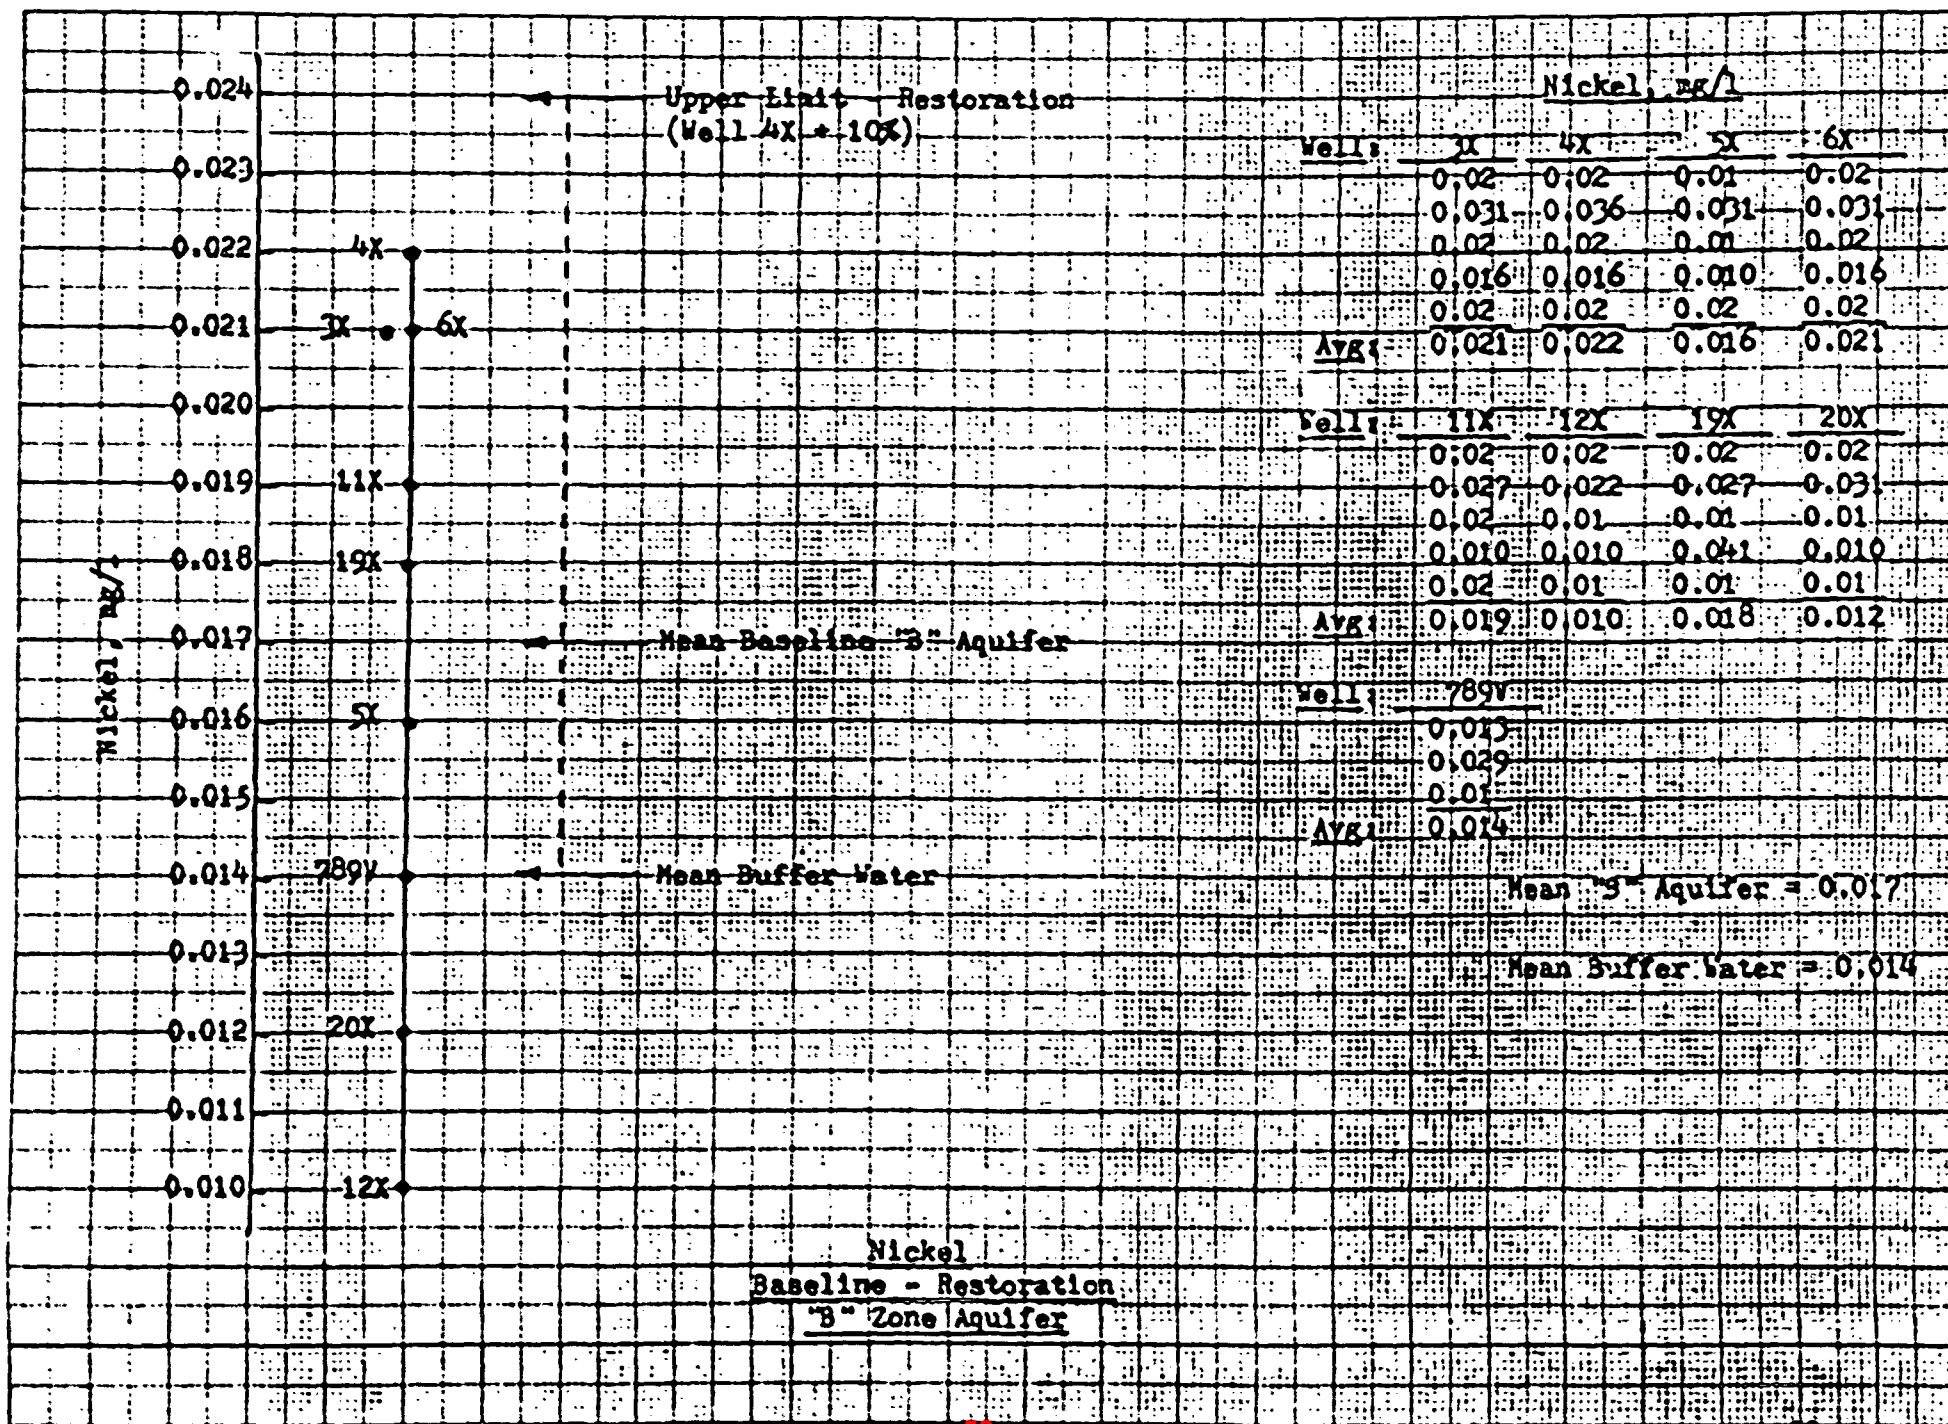 Nickel, mg/l
0.024
0.023
0.022
0.021
0.020
0.019
0.018
0.017
0.016
0.015
0.014
0.013
0.012
0.011
0.010
Upper Limit - Restoration
(Well 4X + 10%)
4X
3X 6X
11X
19X
Mean Baseline "B" Aquifer
5X
789V
Mean Buffer Water
20X
12X
Nickel, mg/l
Well: 3X 4X 5X 6X
0.02 0.02 0.01 0.02
0.031 0.036 0.031 0.031
0.02 0.02 0.01 0.02
0.016 0.016 0.010 0.016
0.02 0.02 0.02 0.02
Avg: 0.021 0.022 0.016 0.021
Well: 11X 12X 19X 20X
0.02 0.02 0.02 0.02
0.027 0.022 0.027 0.031
0.02 0.01 0.01 0.01
0.010 0.010 0.041 0.010
0.02 0.01 0.01 0.01
Avg: 0.019 0.010 0.018 0.012
Well: 789V
0.013
0.029
0.01
Avg: 0.014
Mean "B" Aquifer = 0.017
Mean Buffer Water = 0.014
Nickel
Baseline - Restoration
"B" Zone Aquifer